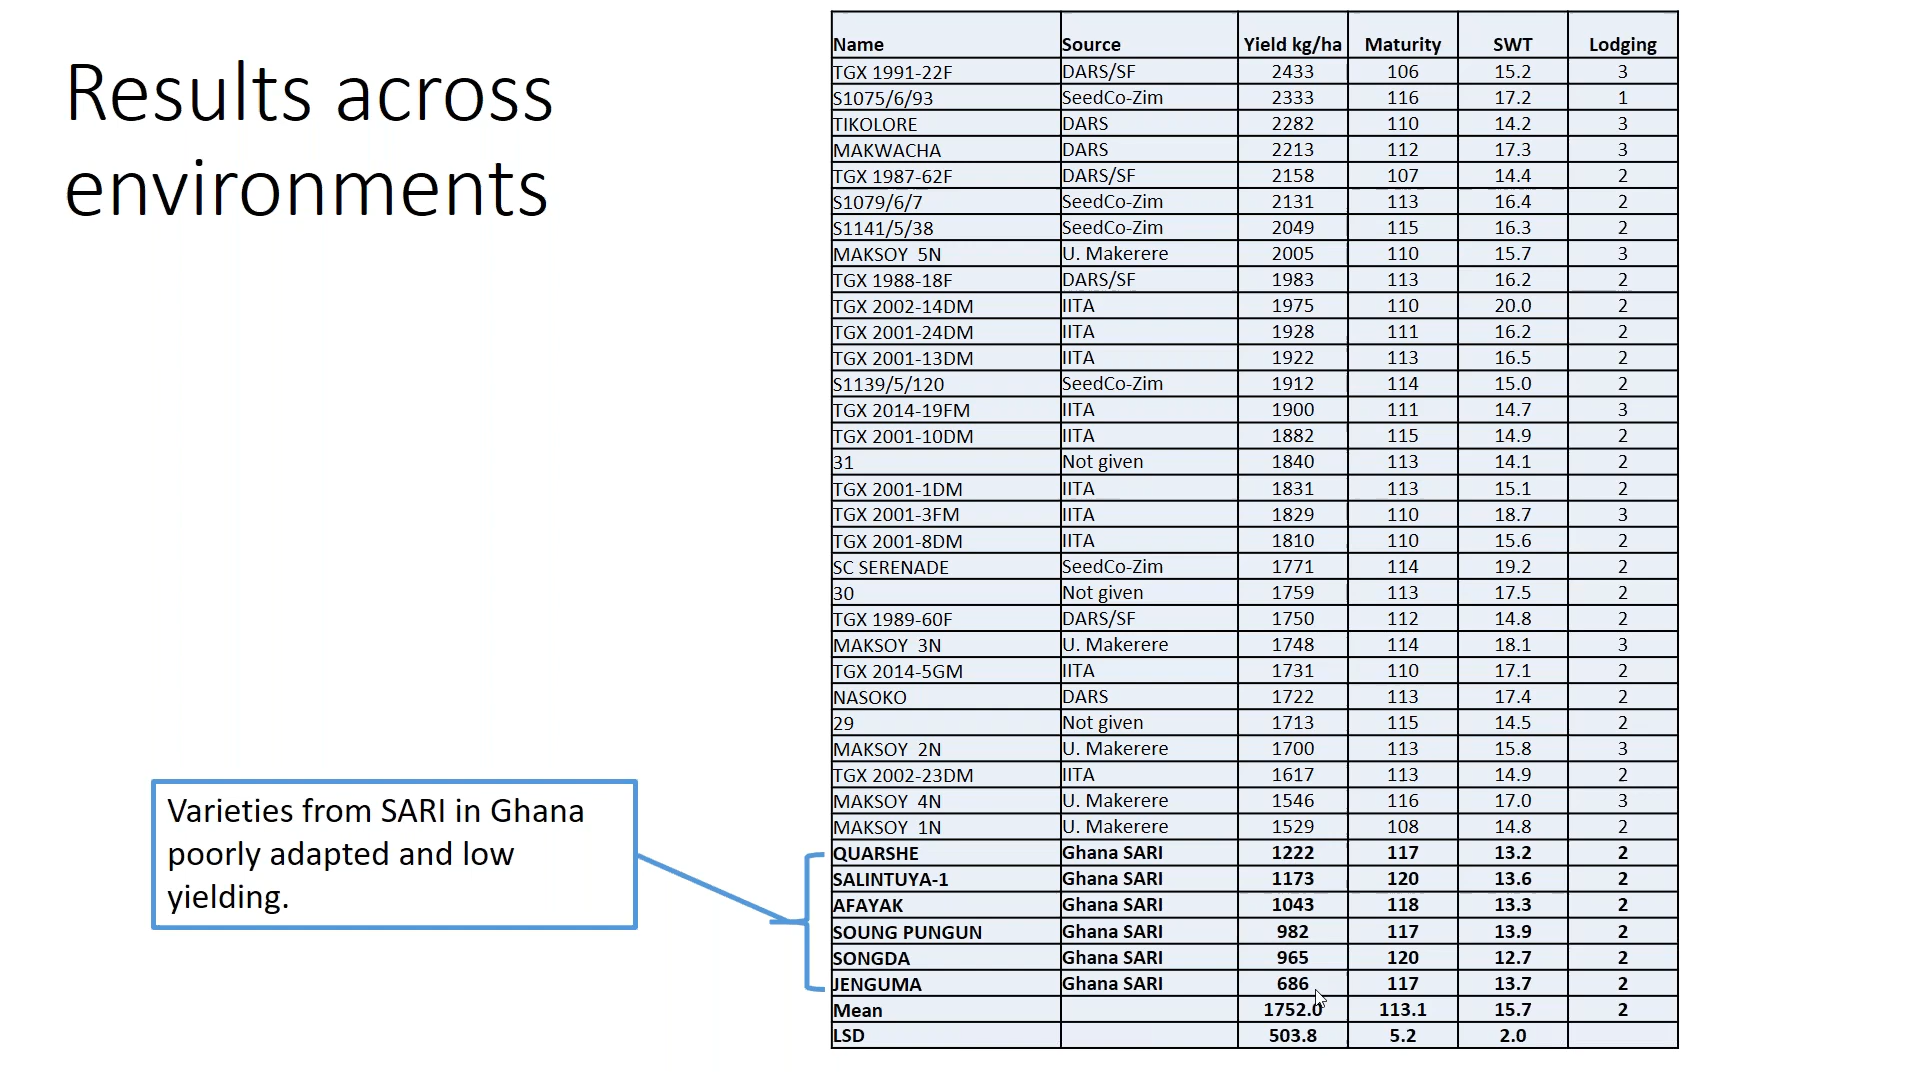 Results across
environments
Varieties from SARI in Ghana
poorly adapted and low
yielding.
Name Source Yield kg/ha Maturity SWT Lodging
TGX 1991-22F DARS/SF 2433 106 15.2 3
S1075/6/93 SeedCo-Zim 2333 116 17.2 1
TIKOLORE DARS 2282 110 14.2 3
MAKWACHA DARS 2213 112 17.3 3
TGX 1987-62F DARS/SF 2158 107 14.4 2
S1079/6/7 SeedCo-Zim 2131 113 16.4 2
S1141/5/38 SeedCo-Zim 2049 115 16.3 2
MAKSOY 5N U. Makerere 2005 110 15.7 3
TGX 1988-18F DARS/SF 1983 113 16.2 2
TGX 2002-14DM IITA 1975 110 20.0 2
TGX 2001-24DM IITA 1928 111 16.2 2
TGX 2001-13DM IITA 1922 113 16.5 2
S1139/5/120 SeedCo-Zim 1912 114 15.0 2
TGX 2014-19FM IITA 1900 111 14.7 3
TGX 2001-10DM IITA 1882 115 14.9 2
31 Not given 1840 113 14.1 2
TGX 2001-1DM IITA 1831 113 15.1 2
TGX 2001-3FM IITA 1829 110 18.7 3
TGX 2001-8DM IITA 1810 110 15.6 2
SC SERENADE SeedCo-Zim 1771 114 19.2 2
30 Not given 1759 113 17.5 2
TGX 1989-60F DARS/SF 1750 112 14.8 2
MAKSOY 3N U. Makerere 1748 114 18.1 3
TGX 2014-5GM IITA 1731 110 17.1 2
NASOKO DARS 1722 113 17.4 2
29 Not given 1713 115 14.5 2
MAKSOY 2N U. Makerere 1700 113 15.8 3
TGX 2002-23DM IITA 1617 113 14.9 2
MAKSOY 4N U. Makerere 1546 116 17.0 3
MAKSOY 1N U. Makerere 1529 108 14.8 2
QUARSHE Ghana SARI 1222 117 13.2 2
SALINTUYA-1 Ghana SARI 1173 120 13.6 2
AFAYAK Ghana SARI 1043 118 13.3 2
SOUNG PUNGUN Ghana SARI 982 117 13.9 2
SONGDA Ghana SARI 965 120 12.7 2
JENGUMA Ghana SARI 686 117 13.7 2
Mean 1752.0 113.1 15.7 2
LSD 503.8 5.2 2.0